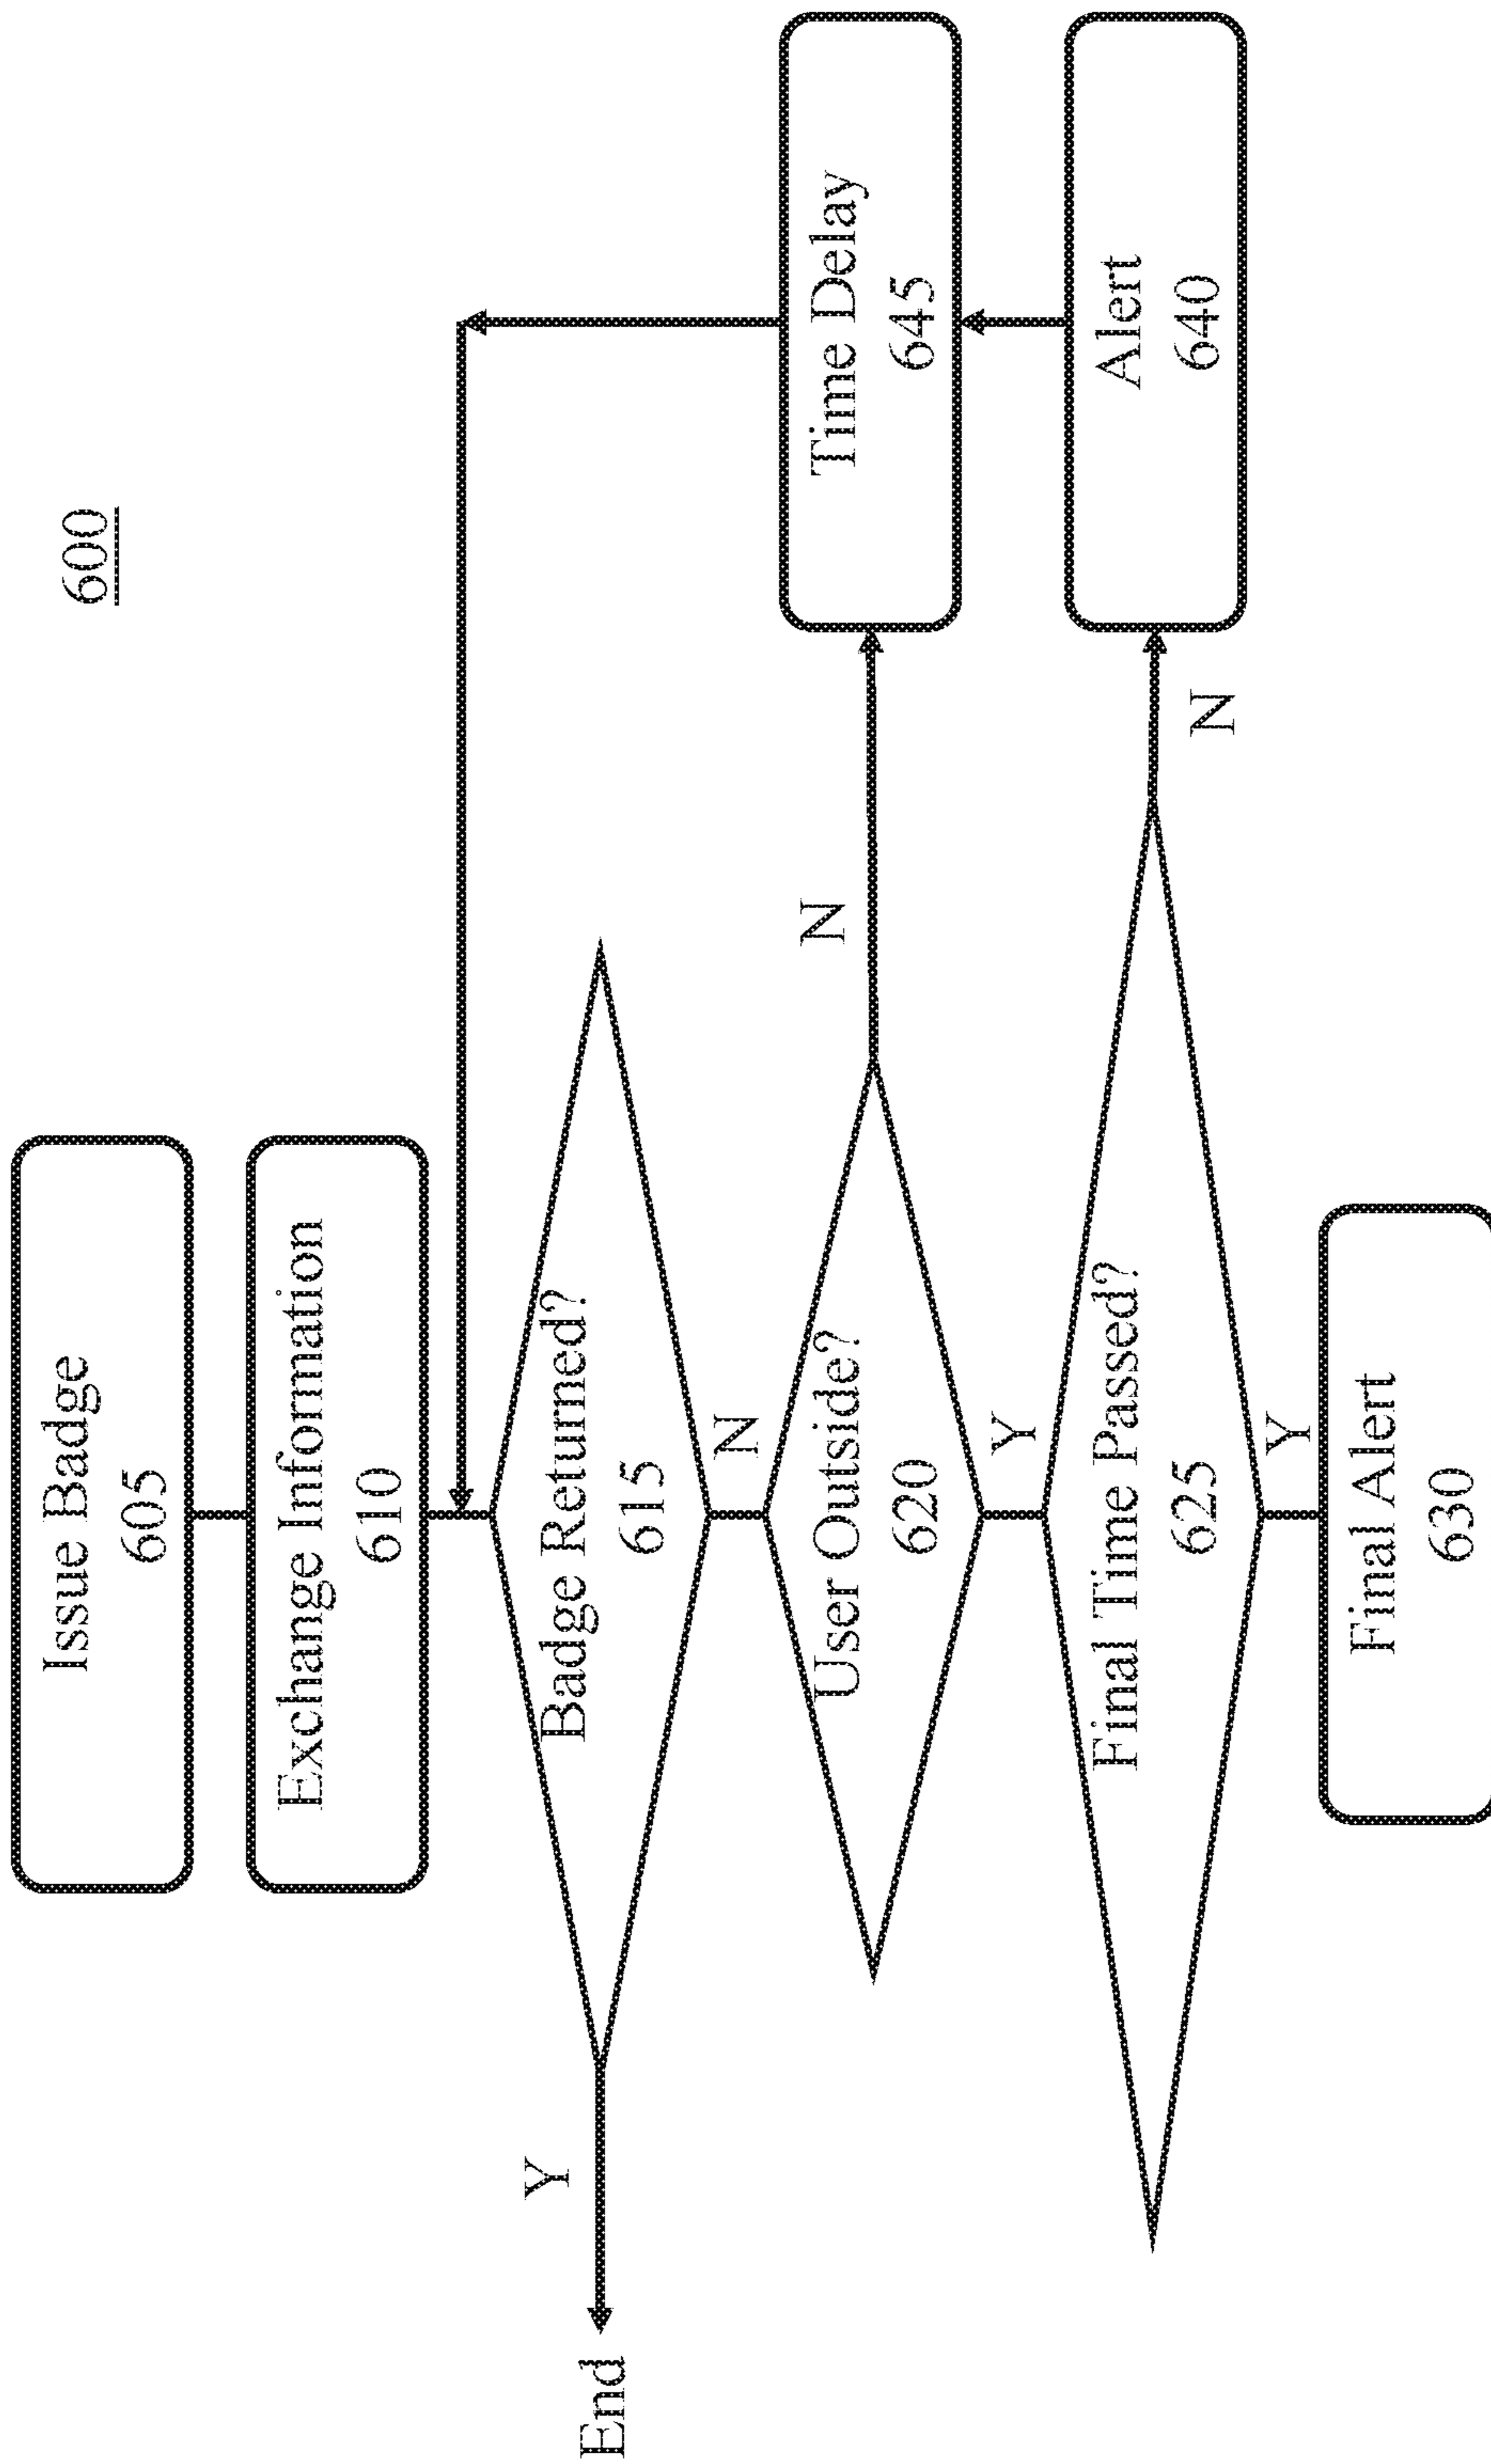 600
Issue Badge
605
Exchange Information
610
Badge Returned?
615
Y
End
N
User Outside?
620
N
Time Delay
645
Y
Final Time Passed?
625
N
Alert
640
Y
Final Alert
630